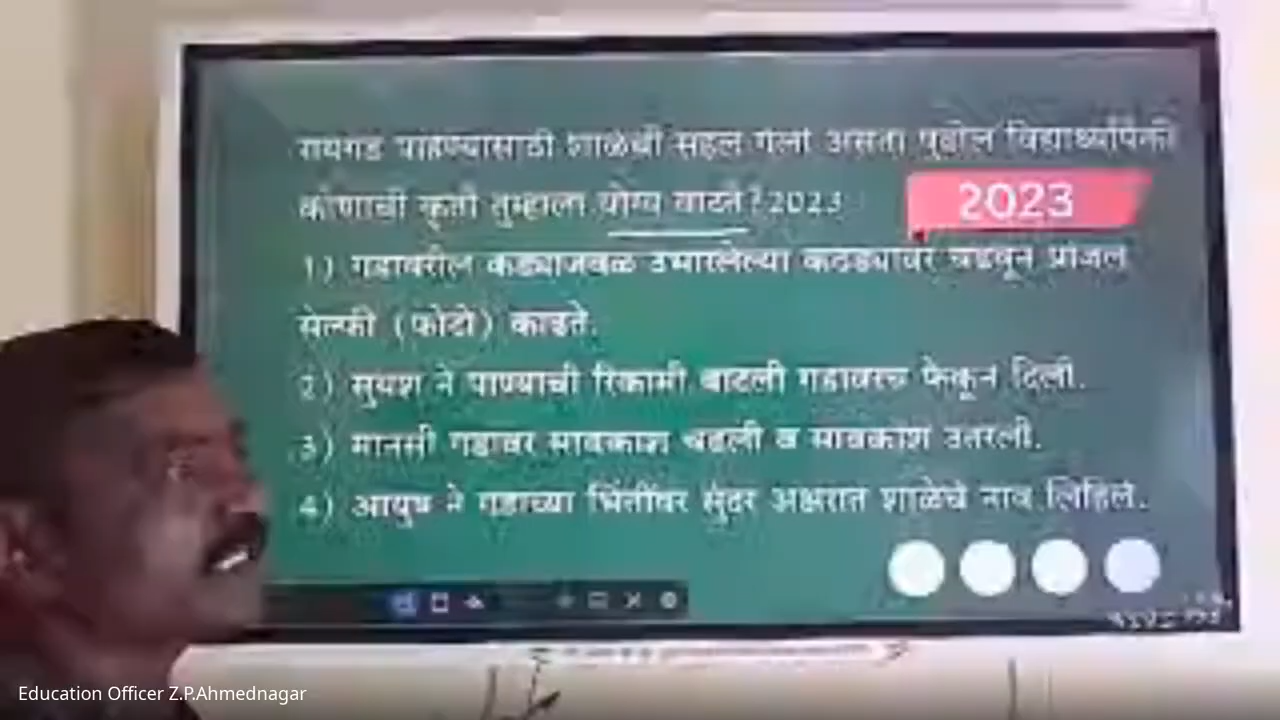 रायगड पाहण्यासाठी शाळेची सहल गेली असता पुढील विद्यार्थ्यांपैकी
कोणाची कृती तुम्हाला योग्य वाटते?2023
2023
1) गडावरील कड्याजवळ उभारलेल्या कठड्यावर चढवून प्रांजल
सेल्फी (फोटो) काढते.
2) सुयश ने पाण्याची रिकामी बाटली गडावरच फेकून दिली.
3) मानसी गडावर सावकाश चढली व सावकाश उतरली.
4) आयुष ने गडाच्या भिंतींवर सुंदर अक्षरात शाळेचे नाव लिहिले.
Education Officer Z.P.Ahmednagar